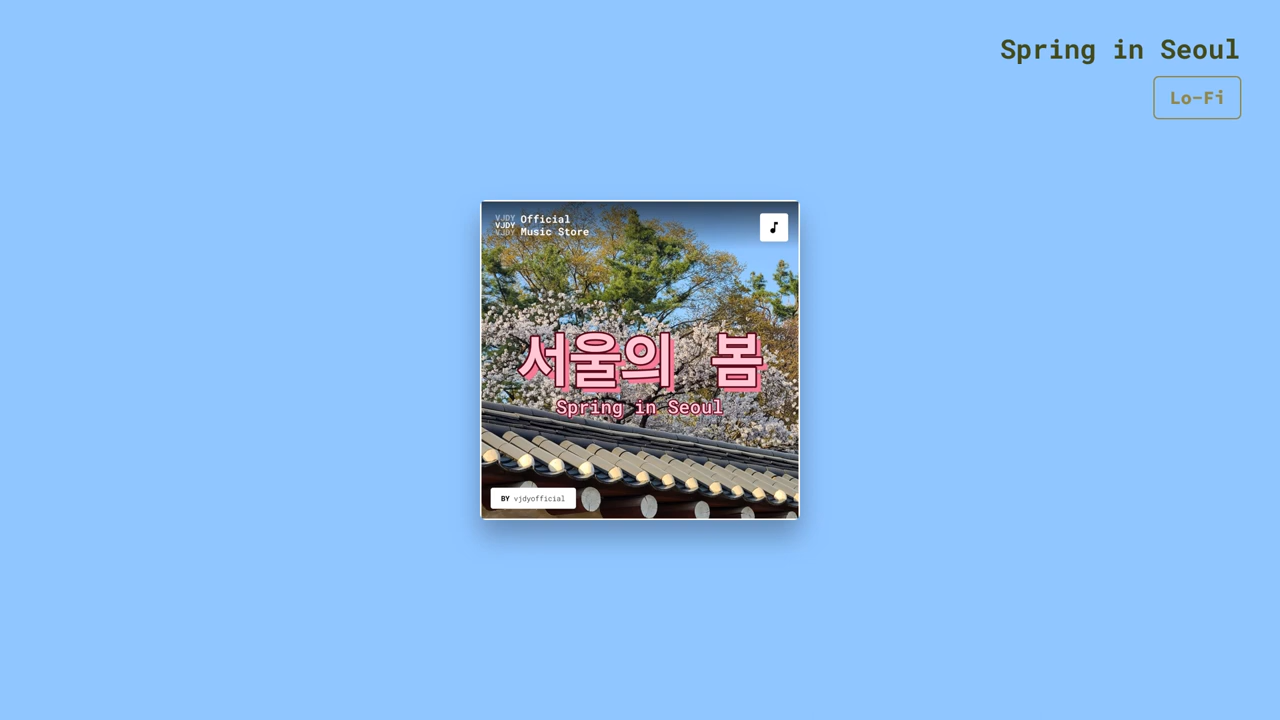 Spring in Seoul
Lo-Fi
VJDY
VJDY Official
VJDY Music Store
서울의 봄
Spring in Seoul
BY vjdyofficial